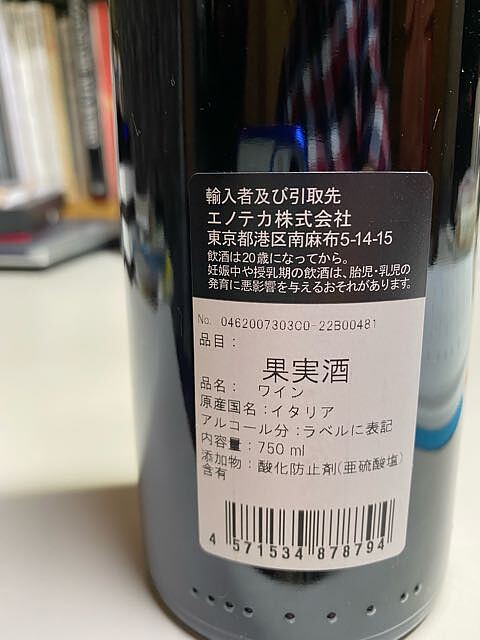 輸入者及び引取先
エノテカ株式会社
東京都港区南麻布5-14-15
飲酒は20歳になってから。
妊娠中や授乳期の飲酒は、胎児・乳児の
発育に悪影響を与えるおそれがあります。
No. 046200730300-22B00481
品目：
果実酒
品名： ワイン
原産国名：イタリア
アルコール分：ラベルに表記
内容量：750 ml
添加物：酸化防止剤(亜硫酸塩)
含有
4 571534 878794